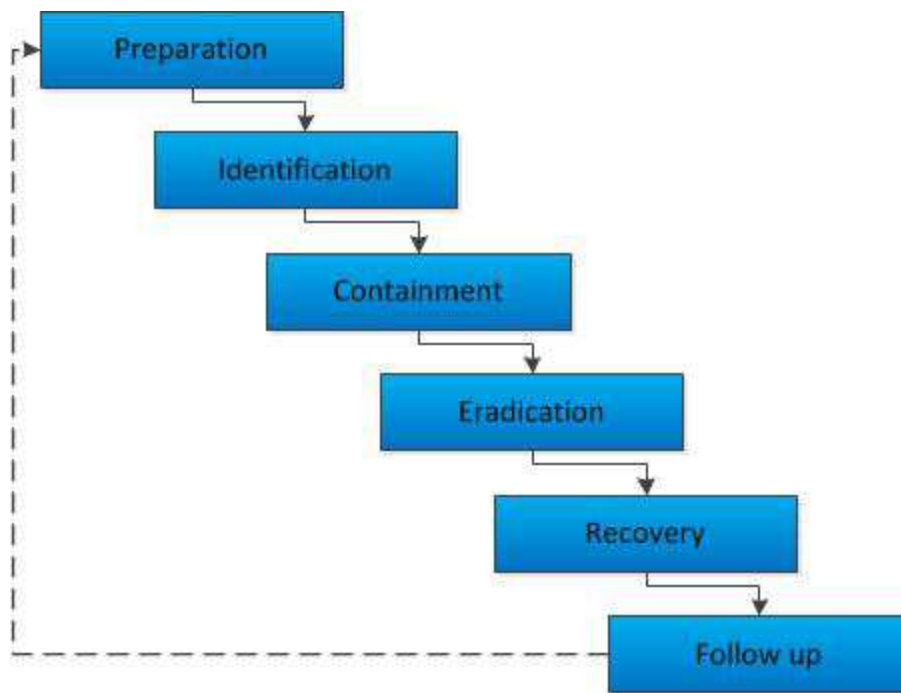 Preparation
Identification
Containment
Eradication
Recovery
Follow up